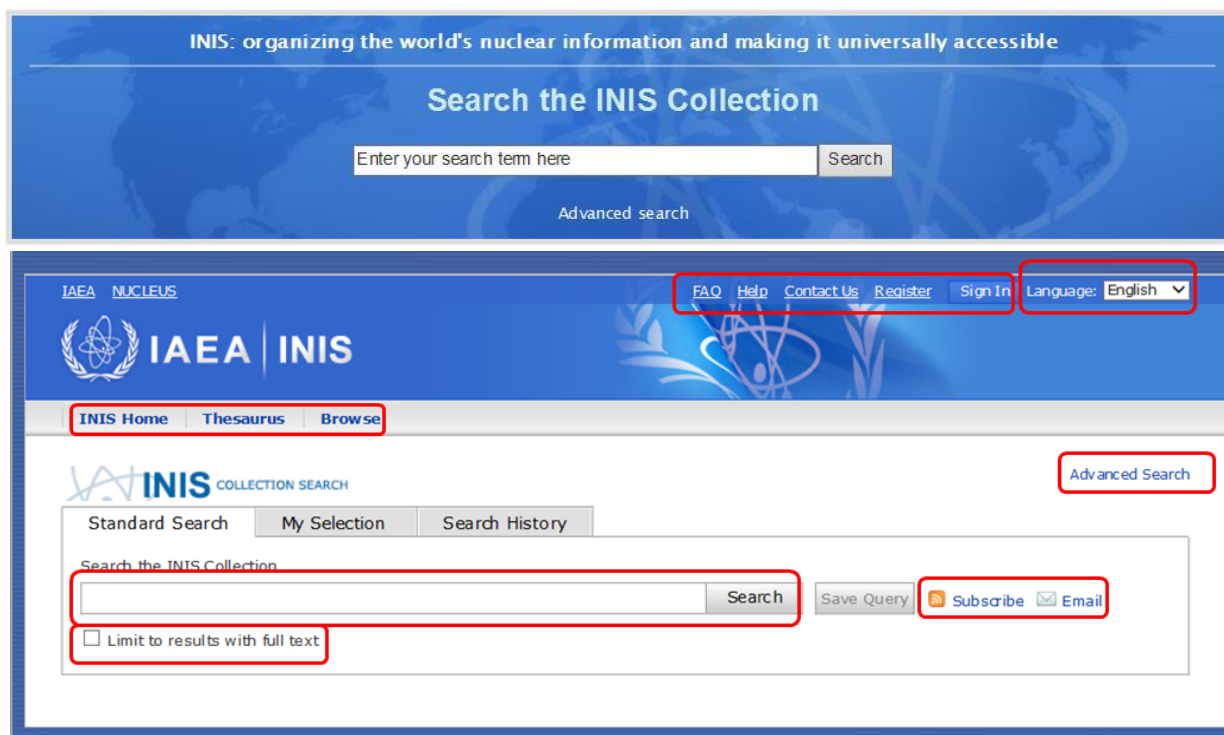 INIS: organizing the world's nuclear information and making it universally accessible
Search the INIS Collection
Enter your search term here Search
Advanced search
IAEA NUCLEUS FAQ Help Contact Us Register Sign In Language: English
IAEA INIS
INIS Home Thesaurus Browse
Advanced Search
INIS COLLECTION SEARCH
Standard Search My Selection Search History
Search the INIS Collection
Search Save Query Subscribe Email
Limit to results with full text